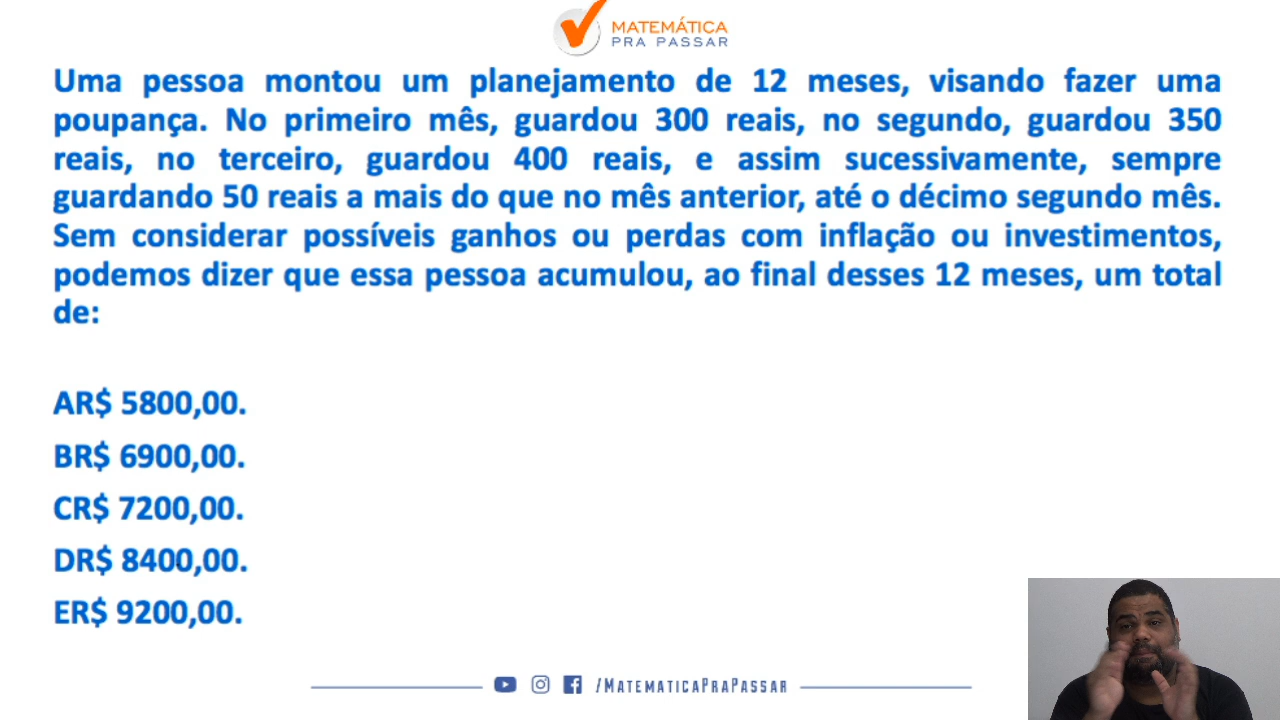 MATEMÁTICA
PRA PASSAR
Uma pessoa montou um planejamento de 12 meses, visando fazer uma
poupança. No primeiro mês, guardou 300 reais, no segundo, guardou 350
reais, no terceiro, guardou 400 reais, e assim sucessivamente, sempre
guardando 50 reais a mais do que no mês anterior, até o décimo segundo mês.
Sem considerar possíveis ganhos ou perdas com inflação ou investimentos,
podemos dizer que essa pessoa acumulou, ao final desses 12 meses, um total
de:
AR$ 5800,00.
BR$ 6900,00.
CR$ 7200,00.
DR$ 8400,00.
ER$ 9200,00.
/MATEMATICAPRAPASSAR